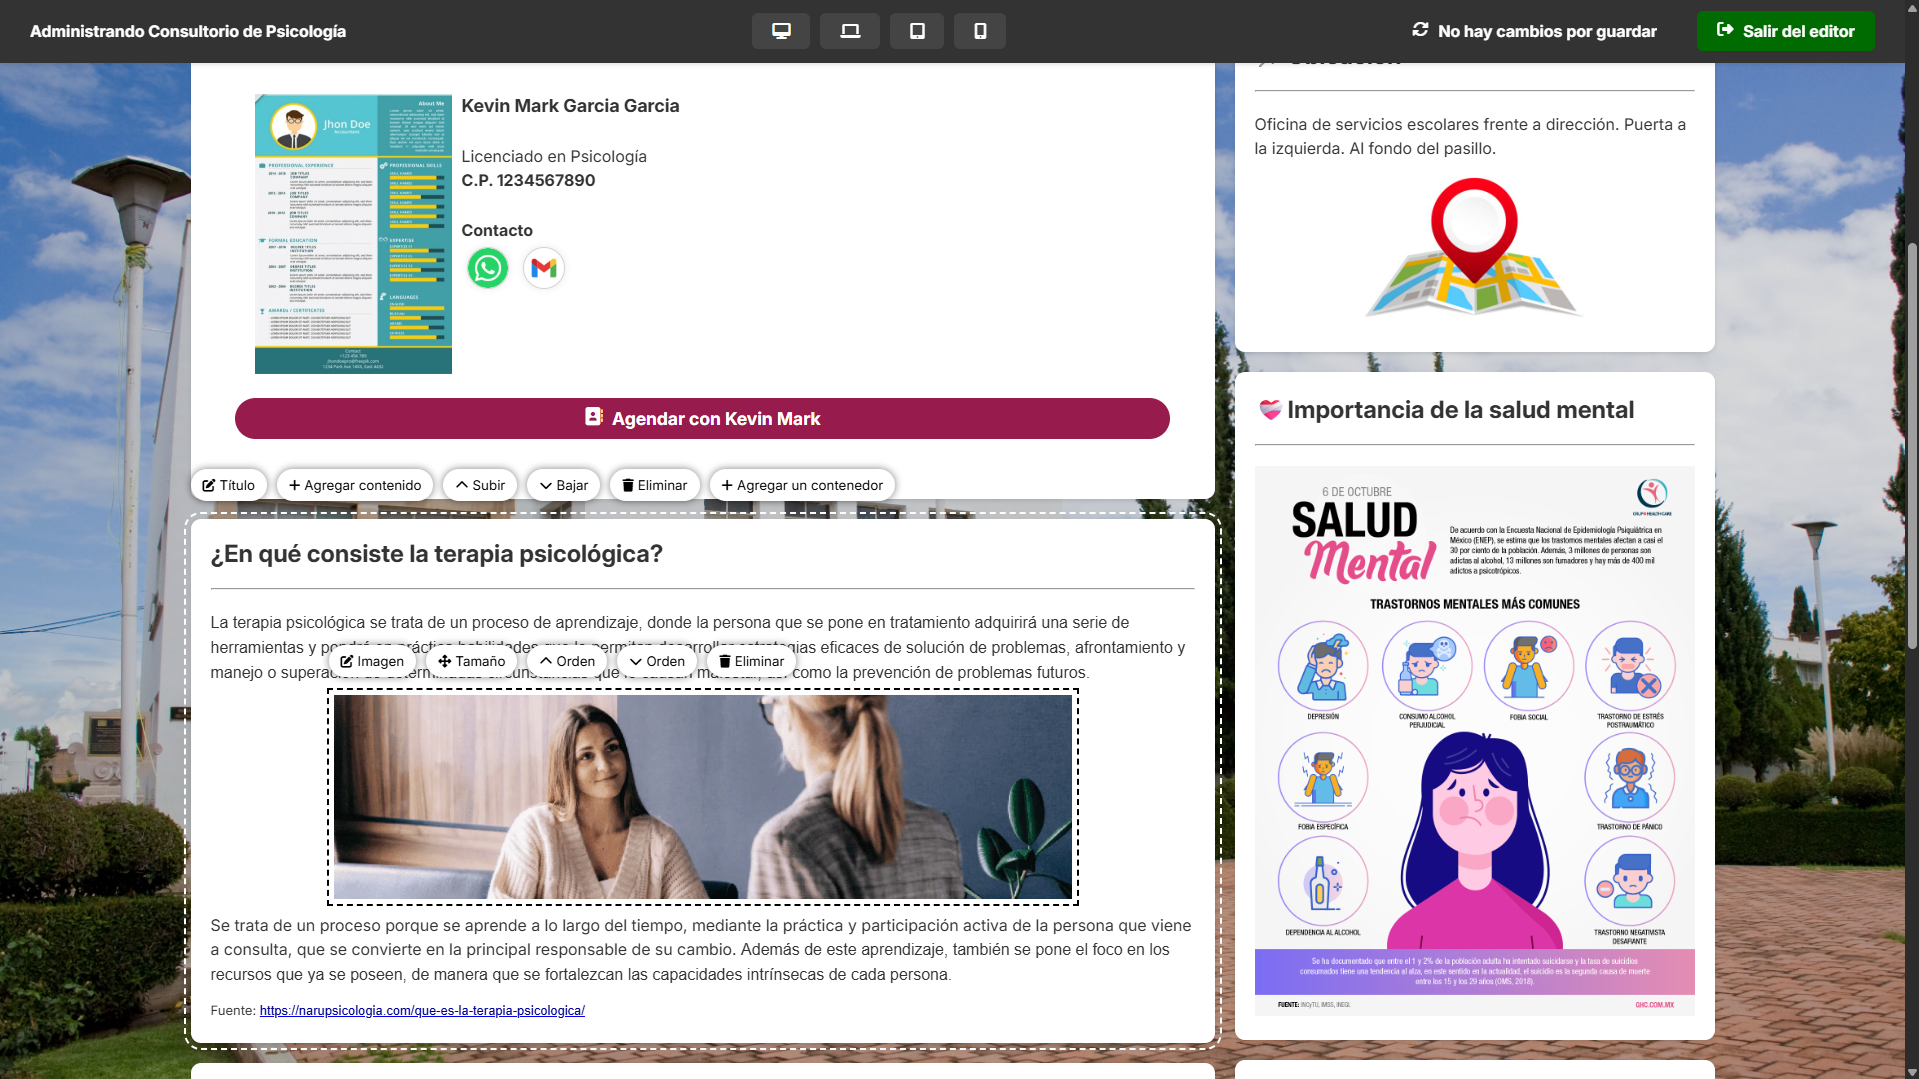 Administrando Consultorio de Psicología
No hay cambios por guardar
Salir del editor
Kevin Mark Garcia Garcia
Licenciado en Psicología
C.P. 1234567890
Contacto
Jhon Doe
About Me
PROFESSIONAL EXPERIENCE
PROFESSIONAL SKILLS
FORMAL EDUCATION
EXPERTISE
LANGUAGES
AWARDS / CERTIFICATES
Agendar con Kevin Mark
Título
Agregar contenido
Subir
Bajar
Eliminar
Agregar un contenedor
¿En qué consiste la terapia psicológica?
La terapia psicológica se trata de un proceso de aprendizaje, donde la persona que se pone en tratamiento adquirirá una serie de
herramientas y eficaces de solución de problemas, afrontamiento y
manejo o como la prevención de problemas futuros.
Imagen
Tamaño
Orden
Orden
Eliminar
Se trata de un proceso porque se aprende a lo largo del tiempo, mediante la práctica y participación activa de la persona que viene
a consulta, que se convierte en la principal responsable de su cambio. Además de este aprendizaje, también se pone el foco en los
recursos que ya se poseen, de manera que se fortalezcan las capacidades intrínsecas de cada persona.
Fuente: https://narupsicologia.com/que-es-la-terapia-psicologica/
Oficina de servicios escolares frente a dirección. Puerta a
la izquierda. Al fondo del pasillo.
Importancia de la salud mental
6 DE OCTUBRE
SALUD
Mental
De acuerdo con la Encuesta Nacional de Epidemiología Psiquiátrica en
México (ENEP), se estima que los trastornos mentales afectan a casi el
30 por ciento de la población. Además, 3 millones de personas son
adictas al alcohol, 13 millones son fumadores y hay más de 400 mil
adictos a psicotrópicos.
TRASTORNOS MENTALES MÁS COMUNES
DEPRESIÓN
CONSUMO ALCOHOL
PERJUDICIAL
FOBIA SOCIAL
TRASTORNO DE ESTRÉS
POSTRAUMÁTICO
FOBIA ESPECÍFICA
TRASTORNO DE PÁNICO
DEPENDENCIA AL ALCOHOL
TRASTORNO NEGATIVISTA
DESAFIANTE
Se ha documentado que entre el 1 y 2% de la población adulta ha intentado suicidarse y la tasa de suicidios
consumados tiene una tendencia al alza, en este sentido en la actualidad, el suicidio es la segunda causa de muerte
entre los 15 y los 29 años (OMS, 2018).
FUENTE: INCyTU, IMSS, INEGI.
GHC.COM.MX